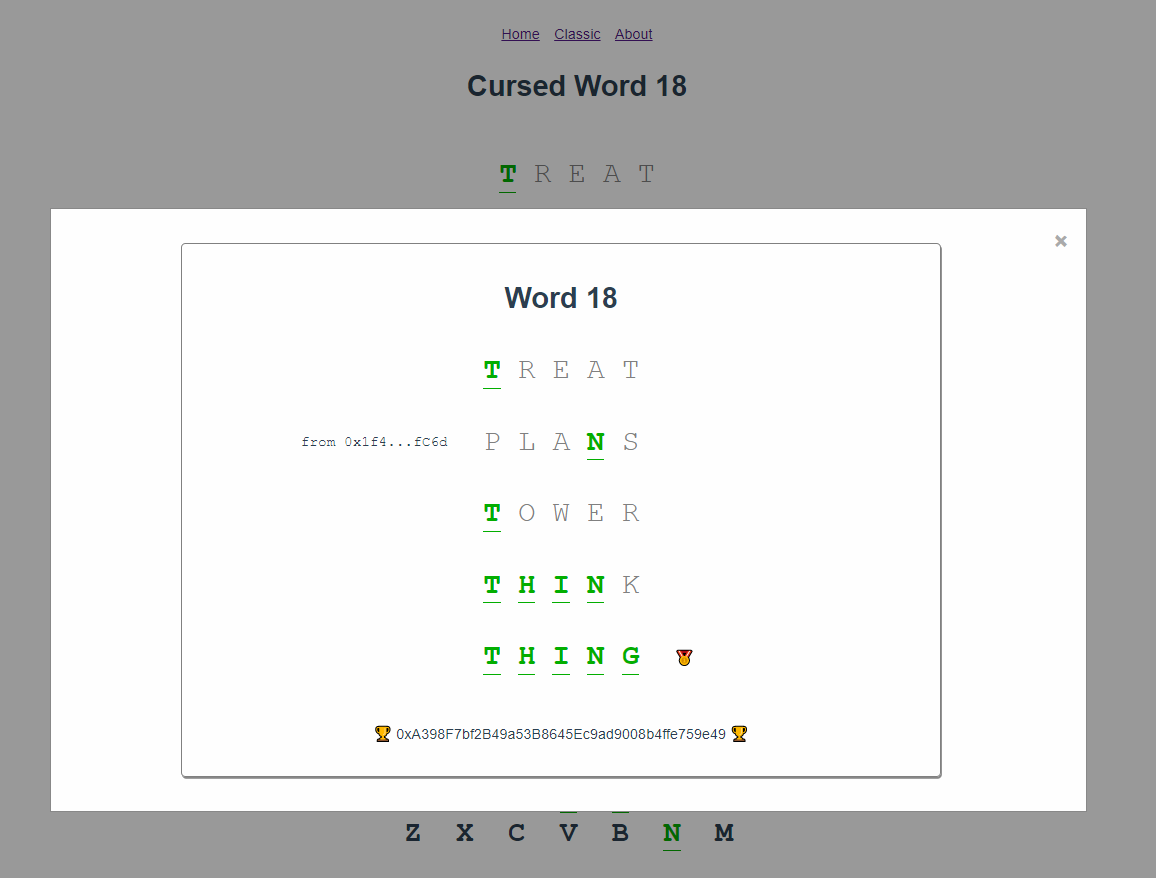 Home Classic About
Cursed Word 18
T R E A T
Word 18
T R E A T
from 0x1f4...fC6d P L A N S
T O W E R
T H I N K
T H I N G
0xA398F7bf2B49a53B8645Ec9ad9008b4ffe759e49
Z X C V B N M